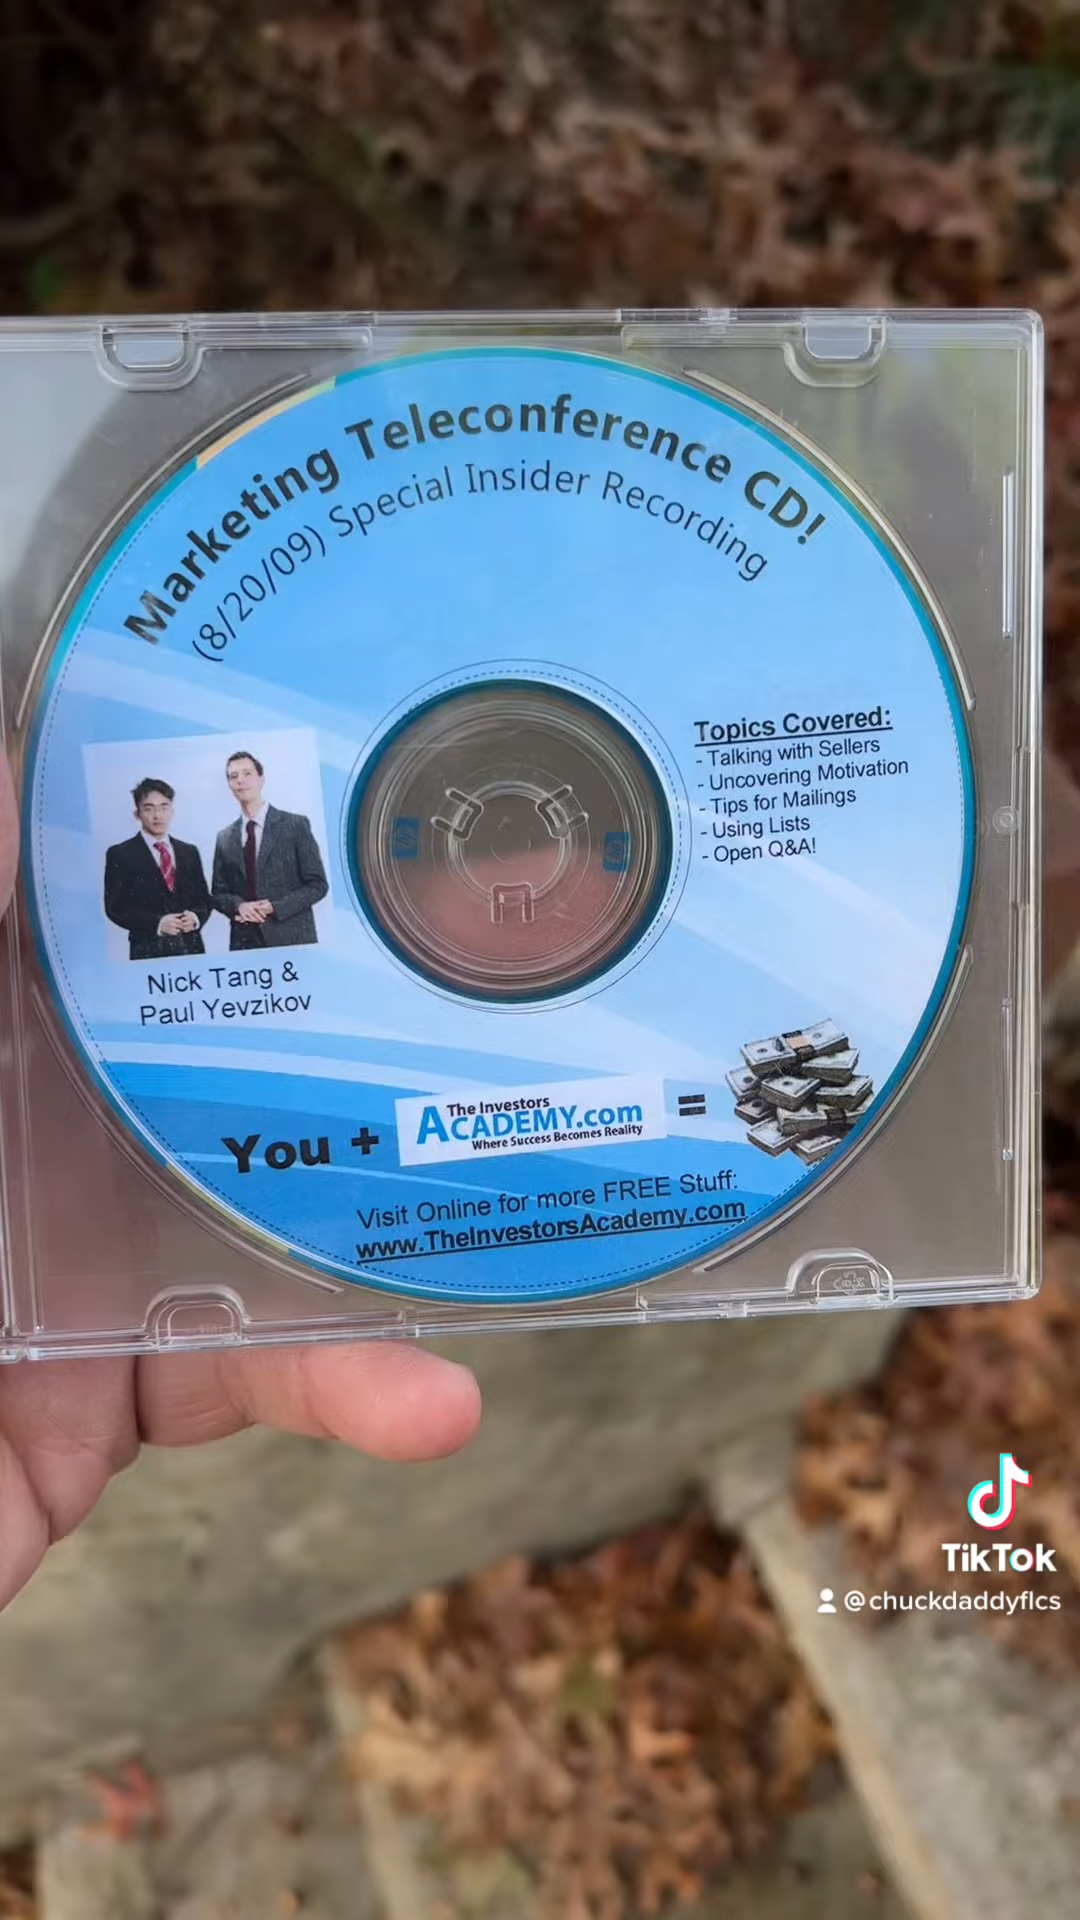 Marketing Teleconference CD!
(8/20/09) Special Insider Recording
Topics Covered:
- Talking with Sellers
- Uncovering Motivation
- Tips for Mailings
- Using Lists
- Open Q&A!
Nick Tang &
Paul Yevzikov
You + The Investors ACADEMY.com Where Success Becomes Reality =
Visit Online for more FREE Stuff:
www.TheInvestorsAcademy.com
TikTok
@chuckdaddyflcs